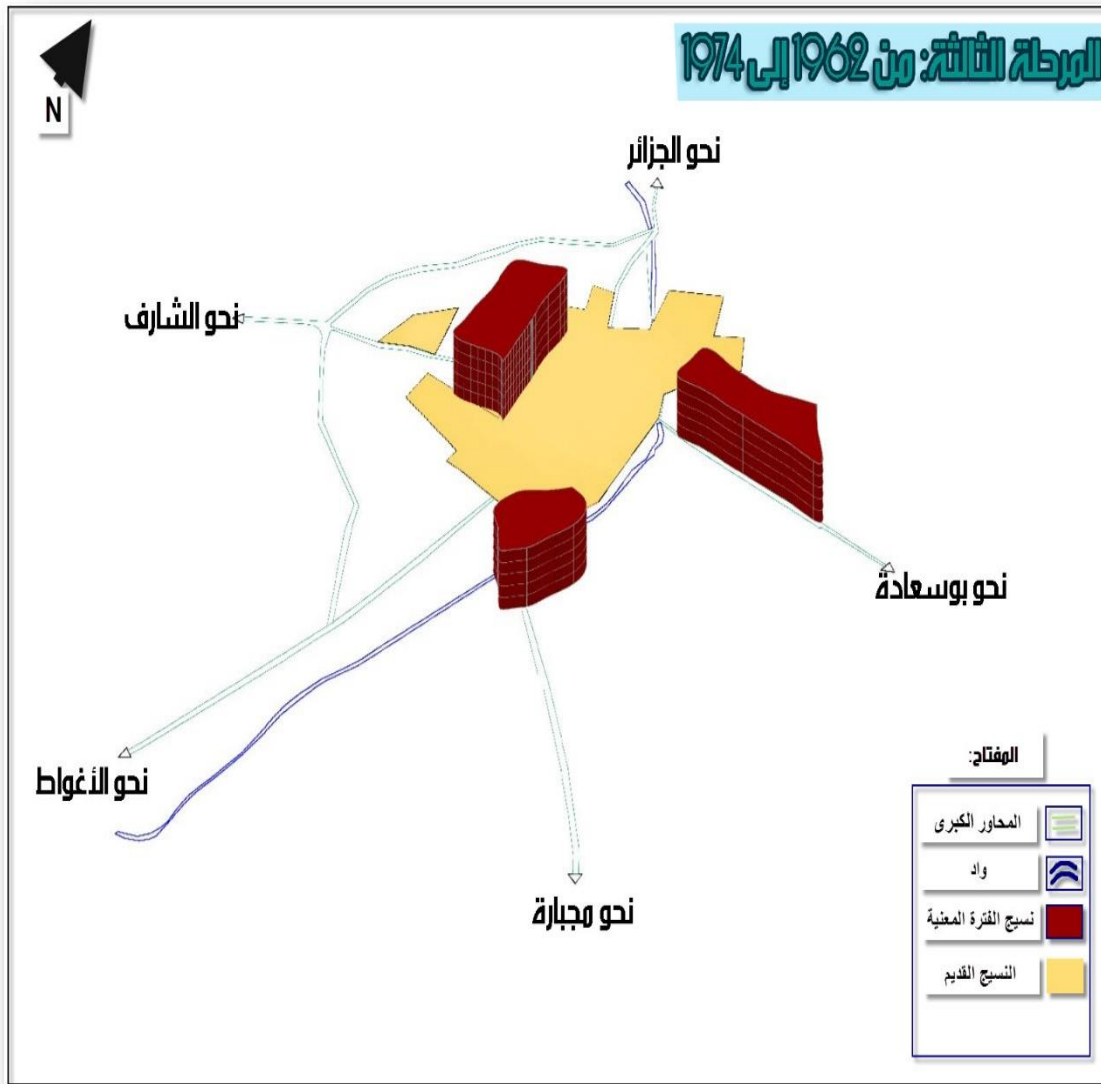 المرحلة الثالثة: من 1962 إلى 1974
N
نحو الجزائر
نحو الشارف
نحو بوسعادة
نحو الأغواط
نحو مجبارة
المفتاح:
المحاور الكبرى
واد
نسيج الفترة المعنية
النسيج القديم